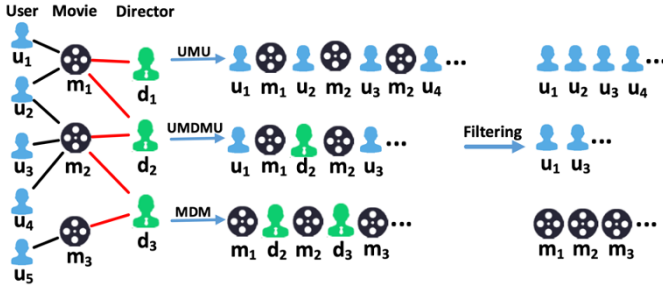 User Movie Director
u1 m1 d1
u2 m2 d2
u3
u4 m3 d3
u5
UMU
u1 m1 u2 m2 u3 m2 u4 ...
UMDMU
u1 m1 d2 m2 u3 ...
MDM
m1 d2 m2 d3 m3 ...
Filtering
u1 u2 u3 u4 ...
u1 u3 ...
m1 m2 m3 ...